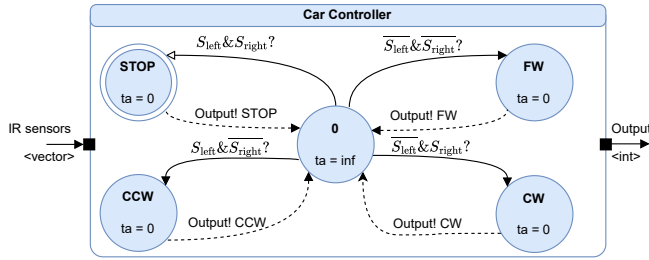 Car Controller
S_left&S_right?
S̅_left&S̅_right?
STOP
FW
ta = 0
ta = 0
Output! STOP
Output! FW
IR sensors
<vector>
0
ta = inf
Output
<int>
S_left&S̅_right?
S̅_left&S_right?
CCW
CW
ta = 0
ta = 0
Output! CCW
Output! CW